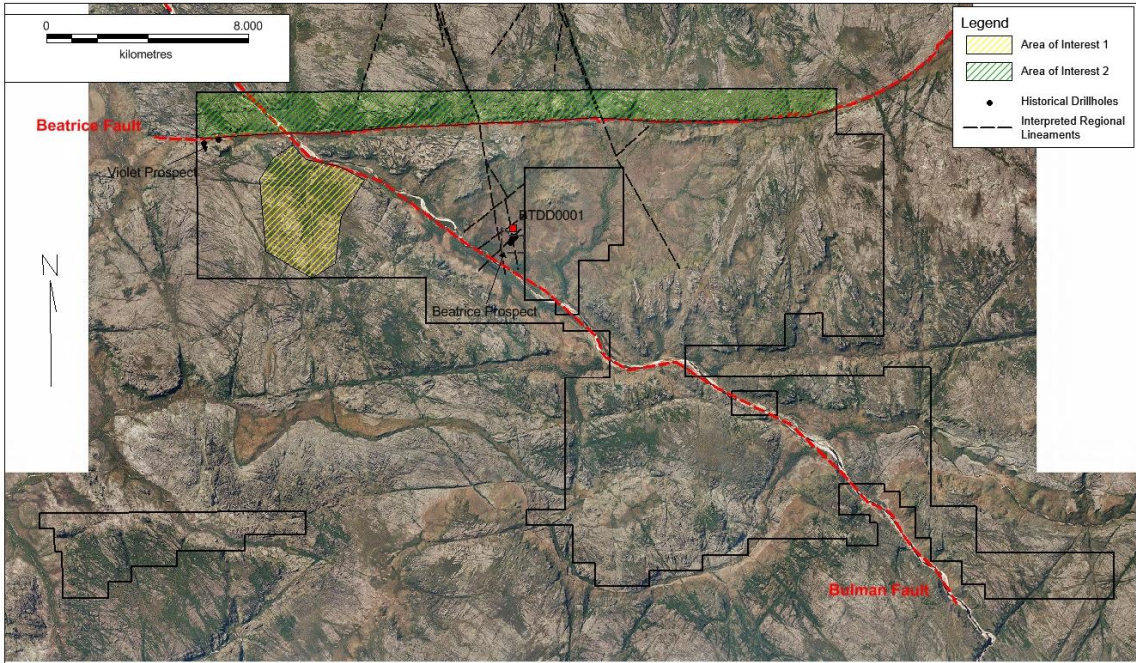 0 8.000
kilometres
Legend
Area of Interest 1
Area of Interest 2
Historical Drillholes
Interpreted Regional
Lineaments
Beatrice Fault
Violet Prospect
BTDD0001
N
Beatrice Prospect
Bulman Fault